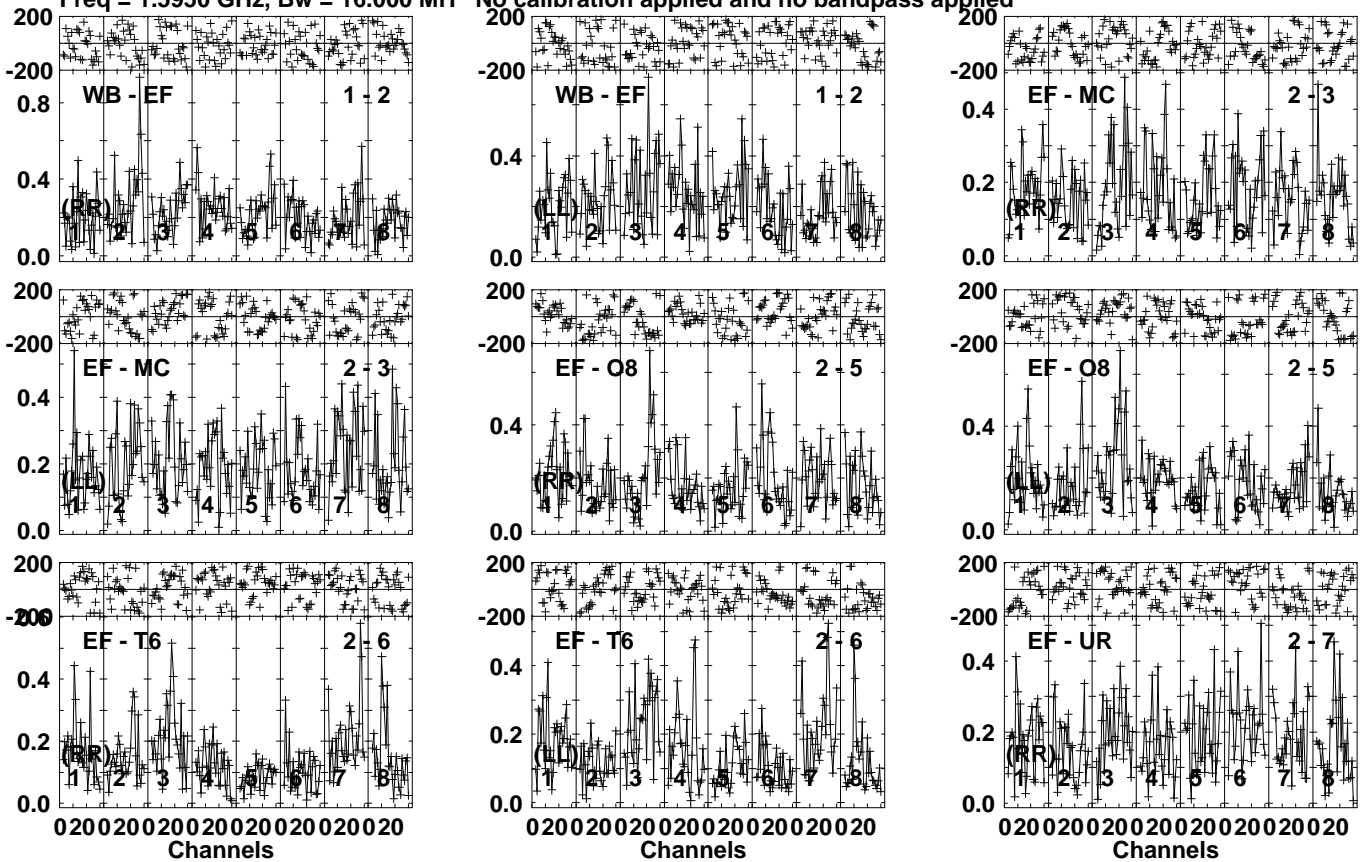 Freq = 1.5950 GHz, Bw = 16.000 MH No calibration applied and no bandpass applied
200 200 200
-200 -200 -200
WB - EF 1 - 2 WB - EF 1 - 2 EF - MC 2 - 3
0.8 0.4
0.4 0.4 0.2
(RR) (LL) (RR)
1 2 3 4 5 6 7 8 1 2 3 4 5 6 7 8 1 2 3 4 5 6 7 8
0.0 0.0 0.0
200 200 200
-200 -200 -200
EF - MC 2 - 3 EF - O8 2 - 5 EF - O8 2 - 5
0.4 0.4 0.4
0.2
(LL) (RR) (LL)
1 2 3 4 5 6 7 8 1 2 3 4 5 6 7 8 1 2 3 4 5 6 7 8
0.0 0.0 0.0
200 200 200
-200 0.6 -200 -200
EF - T6 2 - 6 EF - T6 2 - 6 EF - UR 2 - 7
0.4 0.4 0.4
0.2 0.2 0.2
(RR) (LL) (RR)
1 2 3 4 5 6 7 8 1 2 3 4 5 6 7 8 1 2 3 4 5 6 7 8
0.0 0.0 0.0
0 20 0 20 0 20 0 20 0 20 0 20 0 20 0 20 0 20 0 20 0 20 0 20 0 20 0 20 0 20 0 20 0 20 0 20 0 20 0 20 0 20 0 20 0 20 0 20
Channels Channels Channels